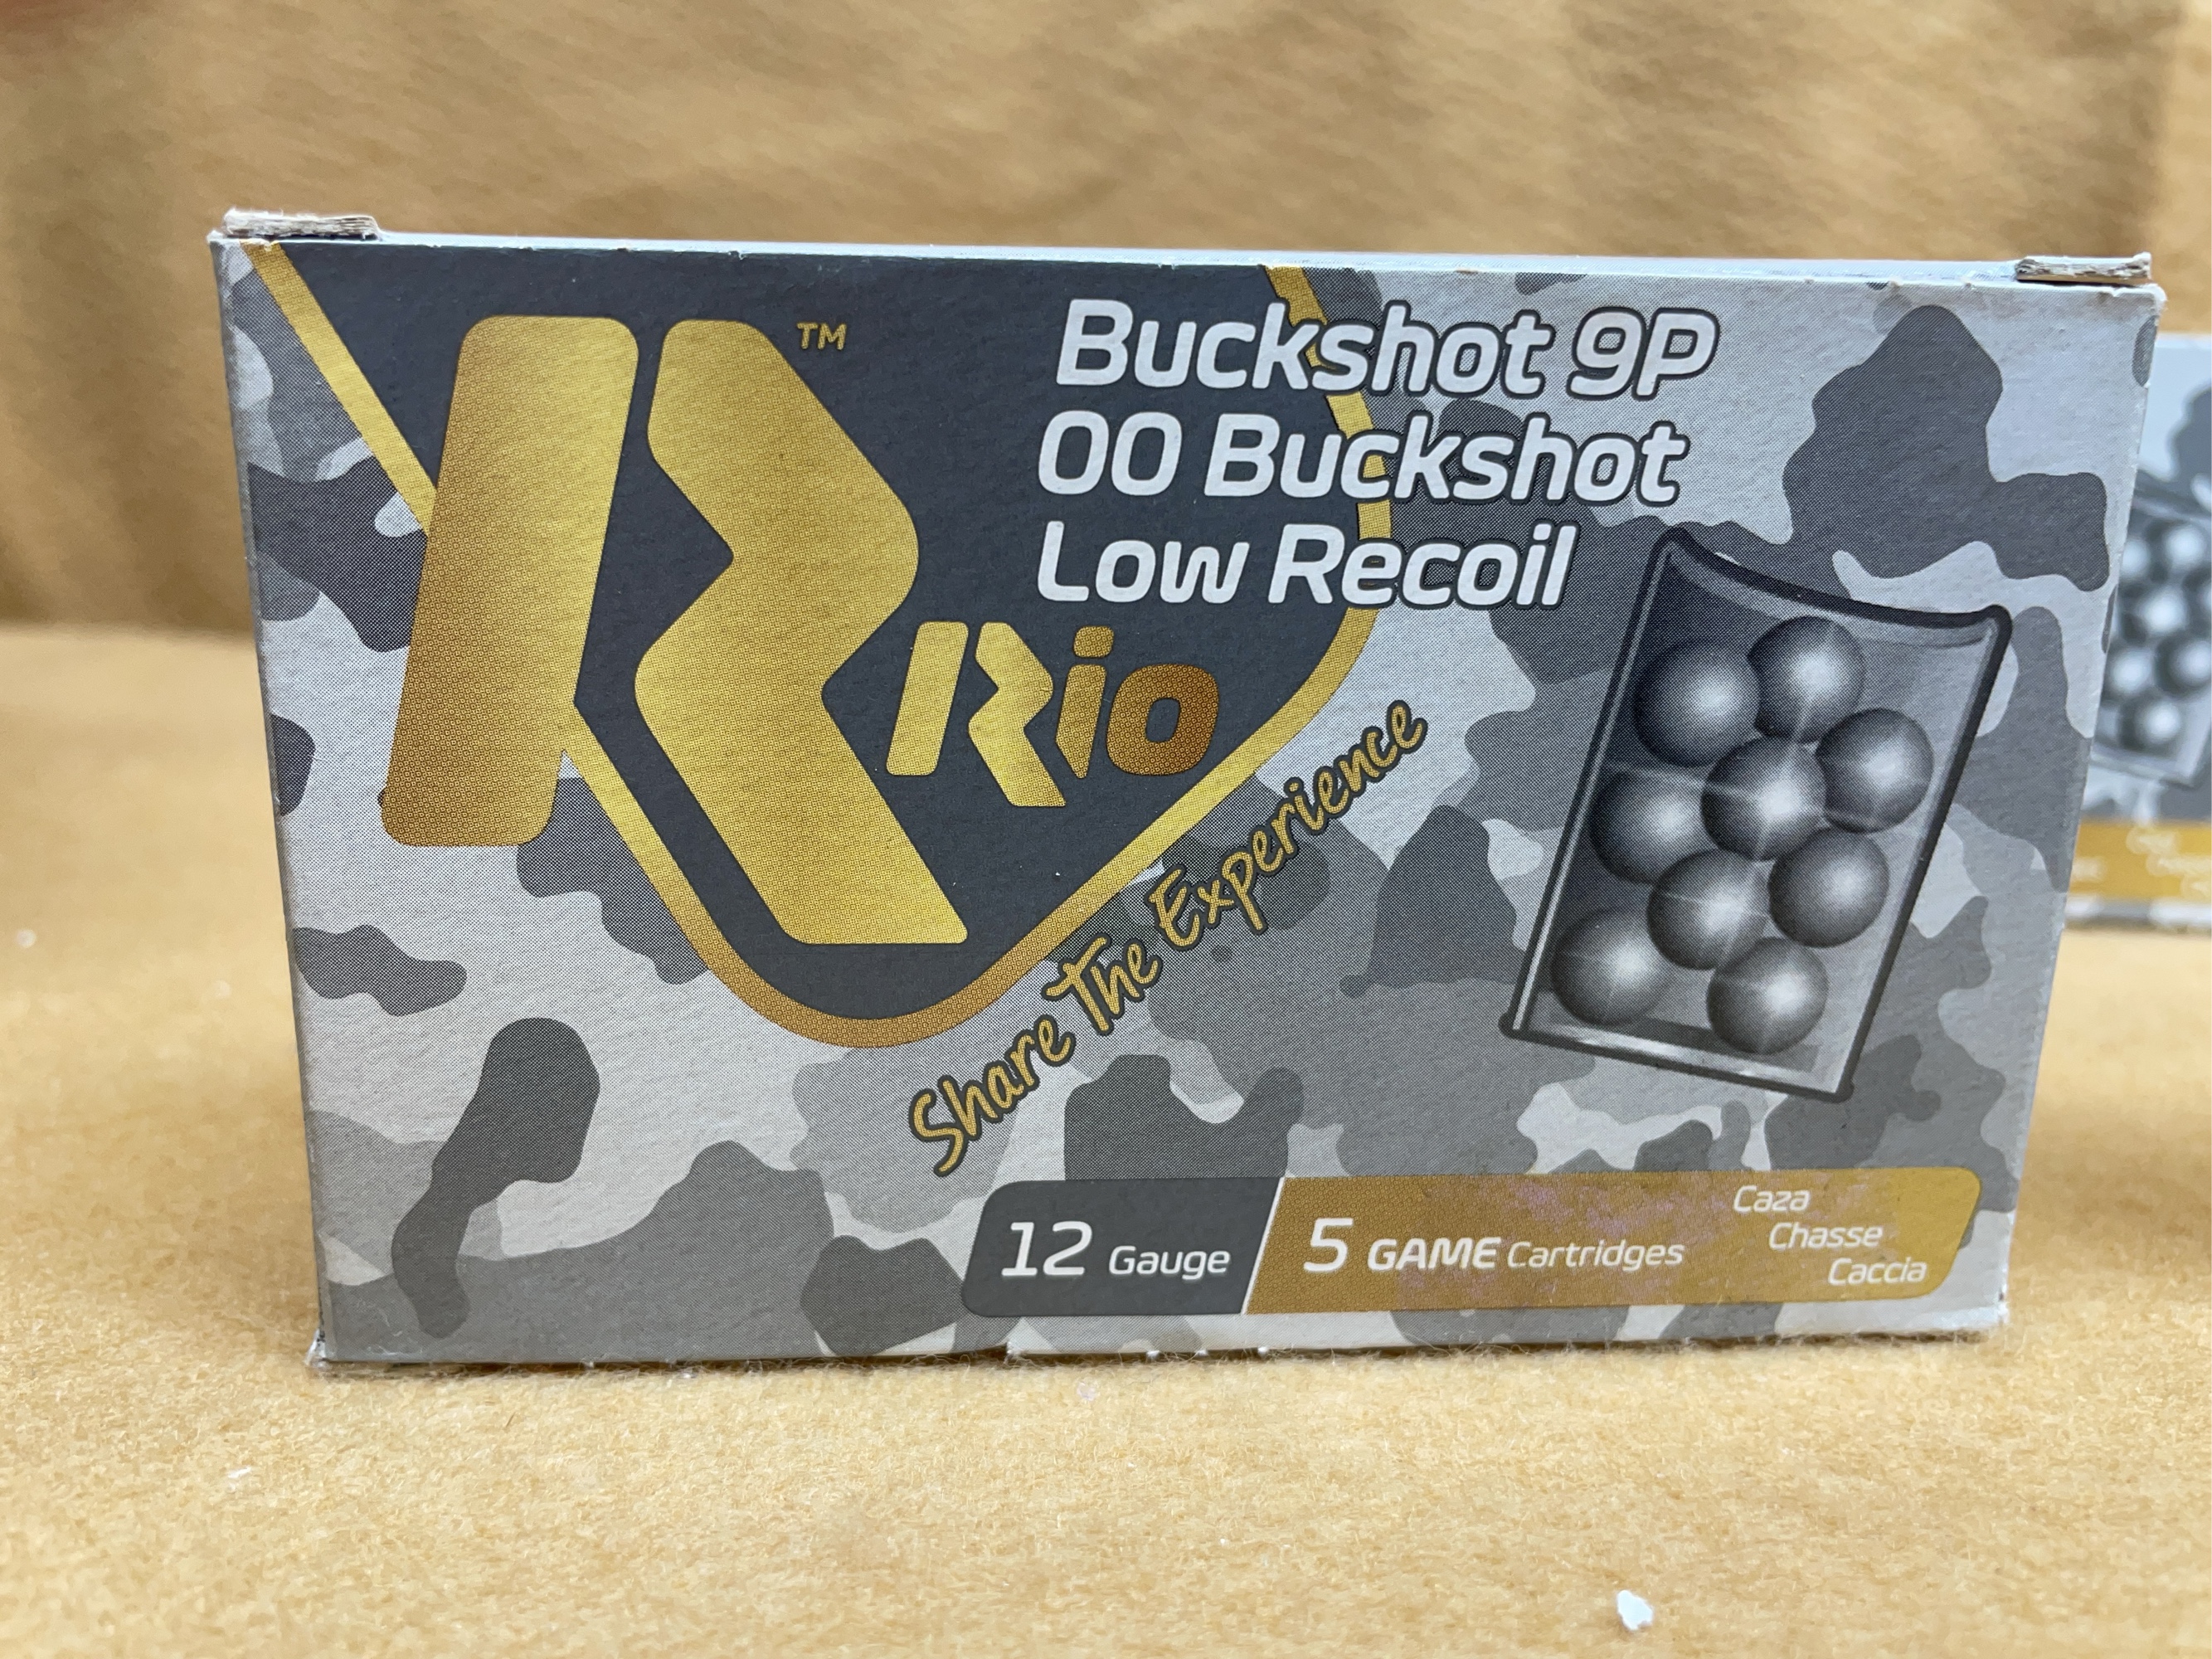 TM
Buckshot 9P
00 Buckshot
Low Recoil
Rio
Share The Experience
12 Gauge
5 GAME Cartridges
Caza
Chasse
Caccia